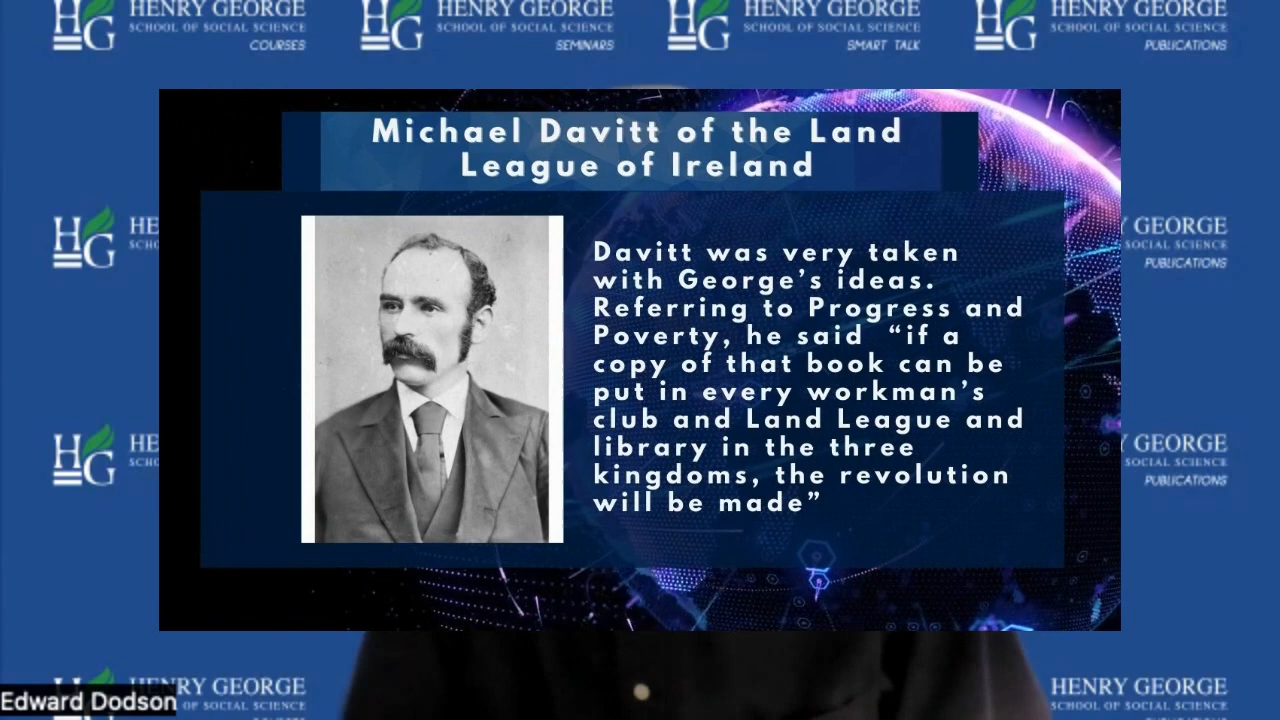 HENRY GEORGE HENRY GEORGE HENRY GEORGE HENRY GEORGE
SCHOOL OF SOCIAL SCIENCE SCHOOL OF SOCIAL SCIENCE SCHOOL OF SOCIAL SCIENCE SCHOOL OF SOCIAL SCIENCE
COURSES SEMINARS SMART TALK PUBLICATIONS
Michael Davitt of the Land
League of Ireland
Davitt was very taken
with George’s ideas.
Referring to Progress and
Poverty, he said “if a
copy of that book can be
put in every workman’s
club and Land League and
library in the three
kingdoms, the revolution
will be made”
HG
GEORGE
SOCIAL SCIENCE
PUBLICATIONS
HG
GEORGE
SOCIAL SCIENCE
PUBLICATIONS
Edward Dodson
HENRY GEORGE
OF SOCIAL SCIENCE
HENRY GEORGE
SCHOOL OF SOCIAL SCIENCE